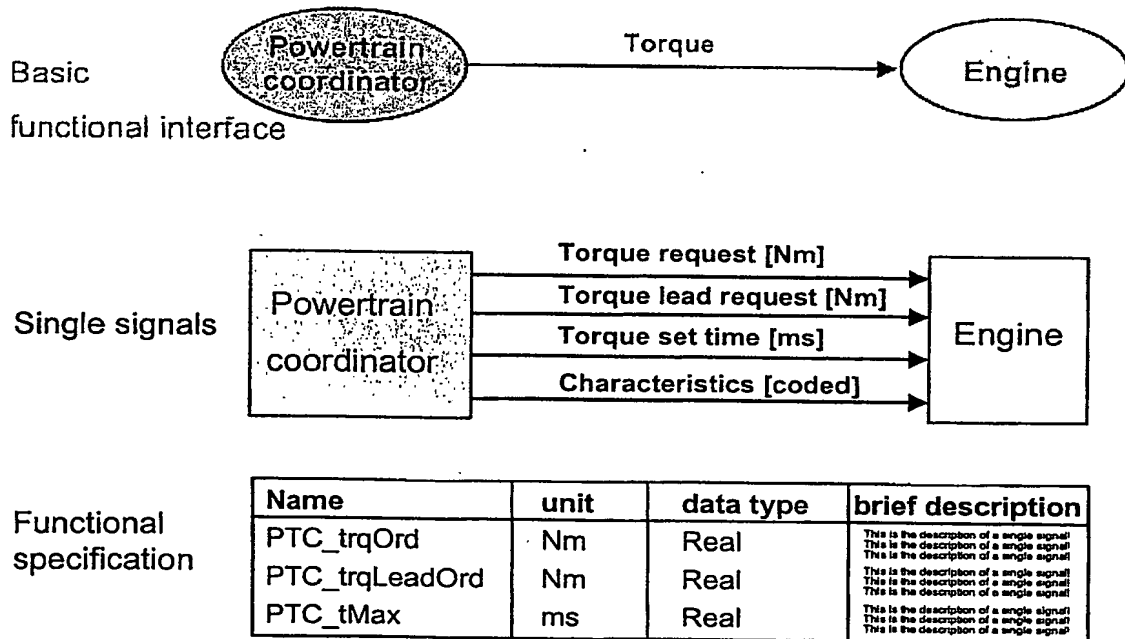 Basic
functional interface
Powertrain
coordinator
Torque
Engine
Single signals
Powertrain
coordinator
Torque request [Nm]
Torque lead request [Nm]
Torque set time [ms]
Characteristics [coded]
Engine
Functional
specification
Name unit data type brief description
PTC_trqOrd Nm Real
This is the description of a single signal!
This is the description of a single signal!
This is the description of a single signal!
PTC_trqLeadOrd Nm Real
This is the description of a single signal!
This is the description of a single signal!
This is the description of a single signal!
PTC_tMax ms Real
This is the description of a single signal!
This is the description of a single signal!
This is the description of a single signal!